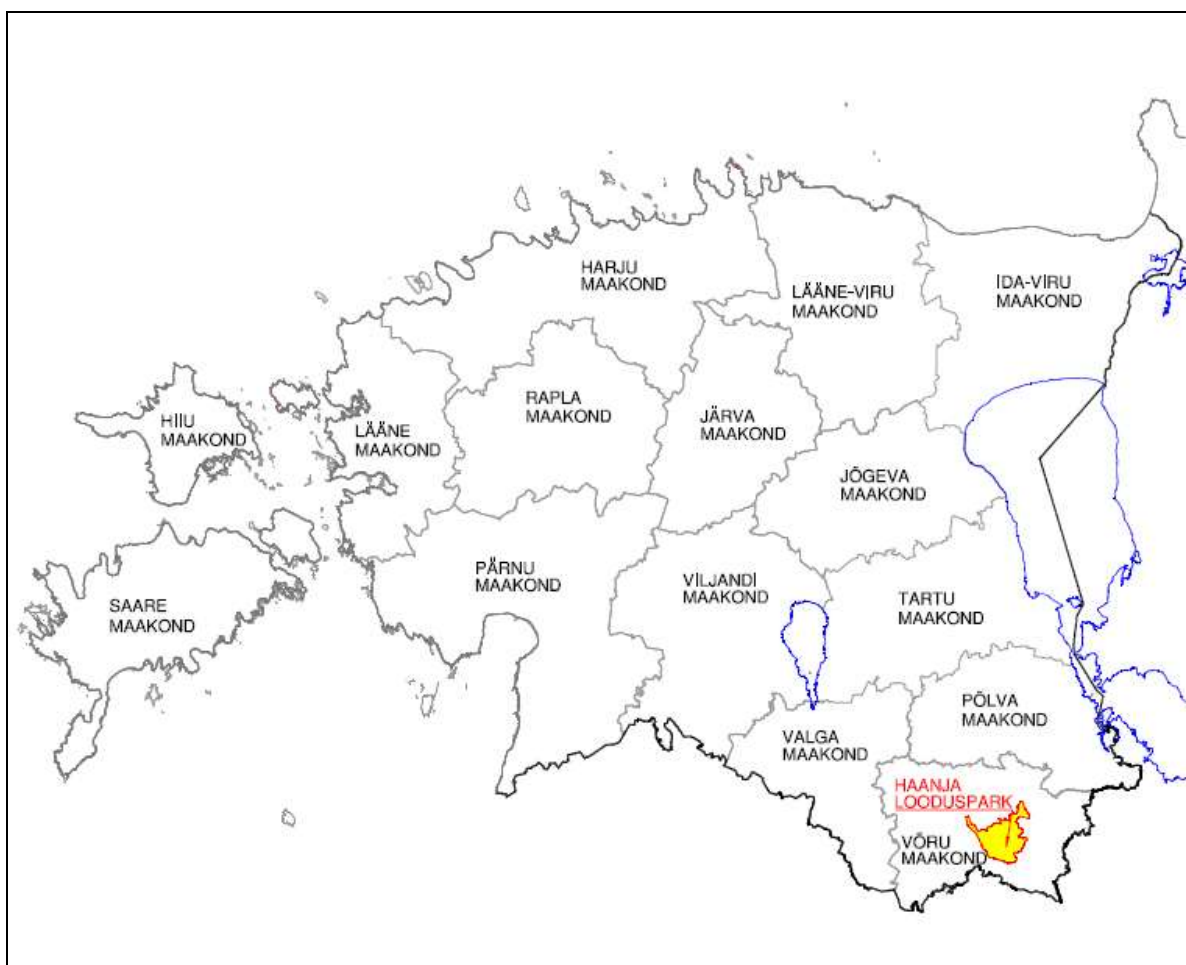 HARJU
MAAKOND
LÄÄNE-VIRU
MAAKOND
IDA-VIRU
MAAKOND
HIIU
MAAKOND
LÄÄNE
MAAKOND
RAPLA
MAAKOND
JÄRVA
MAAKOND
JÕGEVA
MAAKOND
SAARE
MAAKOND
PÄRNU
MAAKOND
VILJANDI
MAAKOND
TARTU
MAAKOND
PÕLVA
MAAKOND
VALGA
MAAKOND
HAANJA
LOODUSPARK
VÕRU
MAAKOND